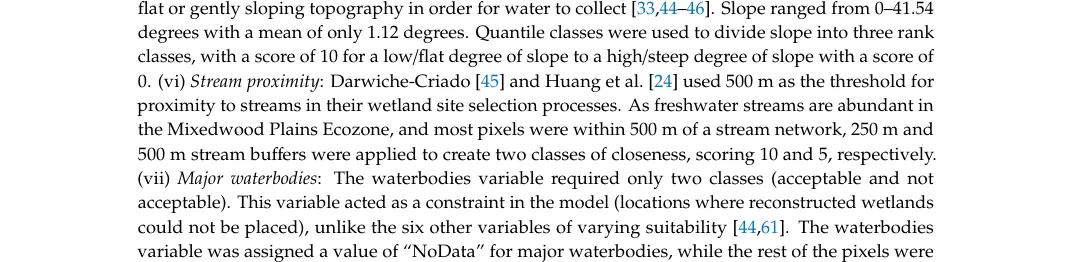 flat or gently sloping topography in order for water to collect [33,44–46]. Slope ranged from 0–41.54
degrees with a mean of only 1.12 degrees. Quantile classes were used to divide slope into three rank
classes, with a score of 10 for a low/flat degree of slope to a high/steep degree of slope with a score of
0. (vi) Stream proximity: Darwiche-Criado [45] and Huang et al. [24] used 500 m as the threshold for
proximity to streams in their wetland site selection processes. As freshwater streams are abundant in
the Mixedwood Plains Ecozone, and most pixels were within 500 m of a stream network, 250 m and
500 m stream buffers were applied to create two classes of closeness, scoring 10 and 5, respectively.
(vii) Major waterbodies: The waterbodies variable required only two classes (acceptable and not
acceptable). This variable acted as a constraint in the model (locations where reconstructed wetlands
could not be placed), unlike the six other variables of varying suitability [44,61]. The waterbodies
variable was assigned a value of “NoData” for major waterbodies, while the rest of the pixels were